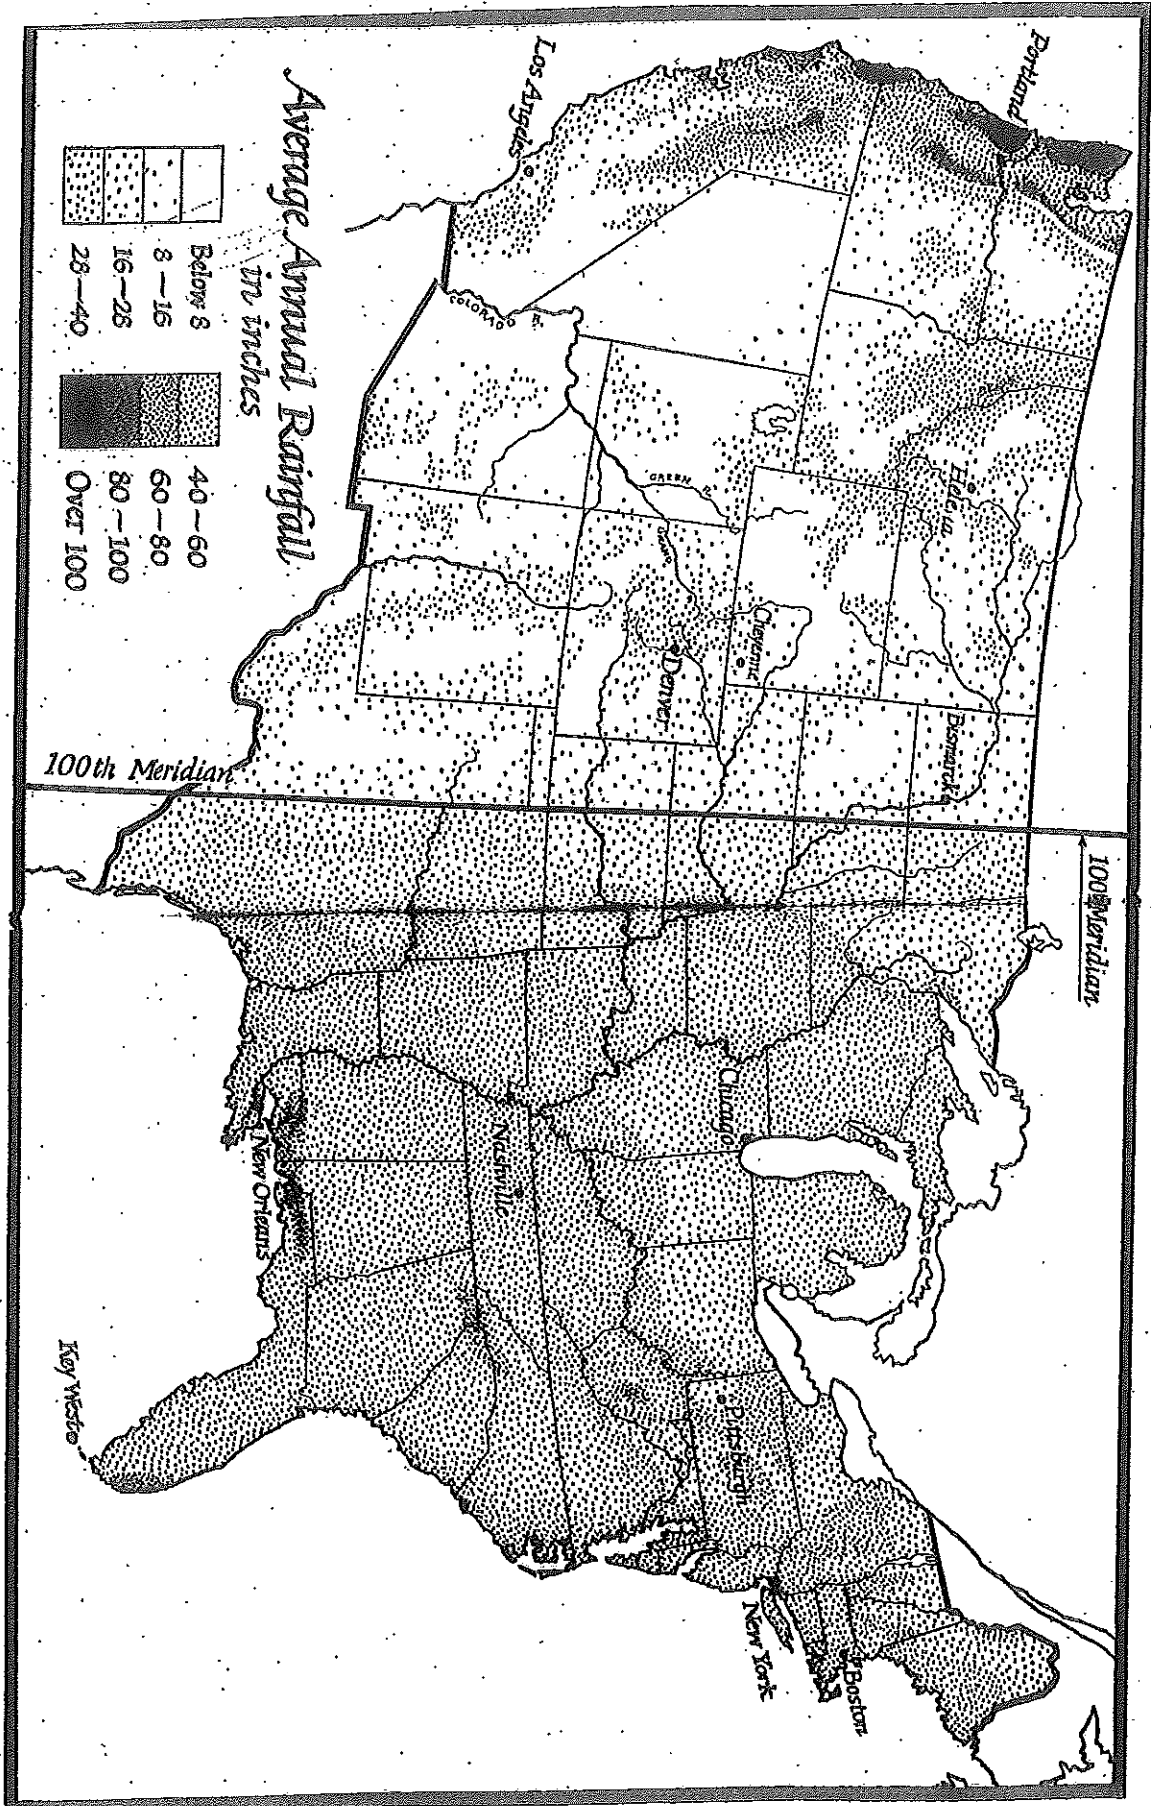 Portland
Los Angeles
Helena
Bismarck
Cheyenne
Denver
GREEN R.
GRAND
COLORADO R.
100th Meridian
100th Meridian
Chicago
Nashville
New Orleans
Pittsburgh
New York
Boston
Key West
Average Annual Rainfall
in inches
Below 8
8-16
16-28
28-40
40-60
60-80
80-100
Over 100